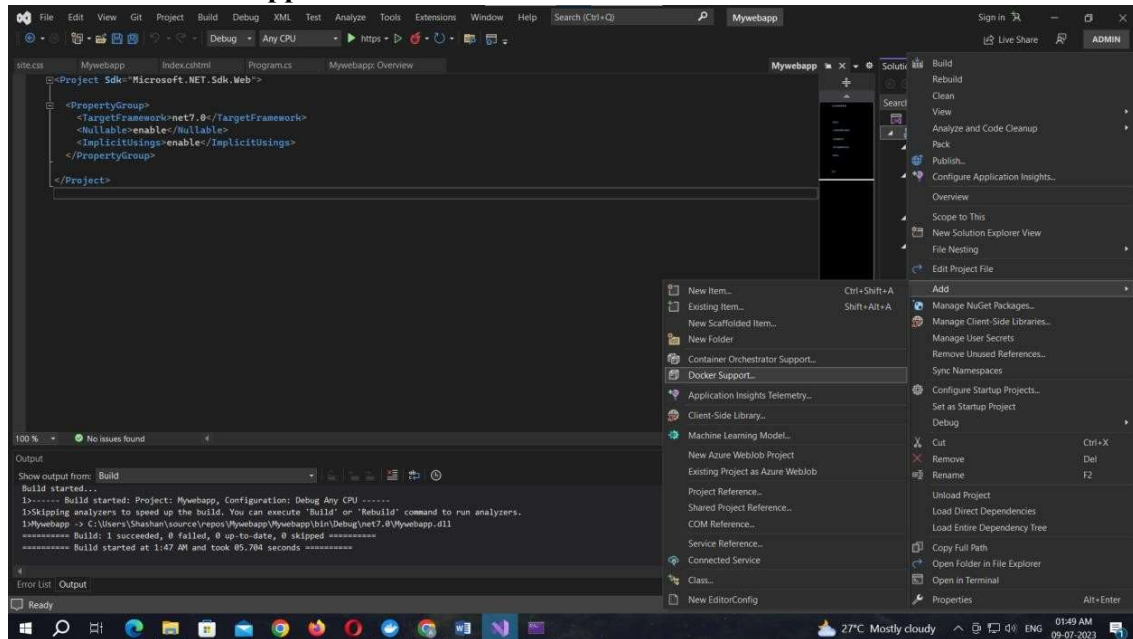 File Edit View Git Project Build Debug XML Test Analyze Tools Extensions Window Help Search (Ctrl+Q) Mywebapp Sign in
Debug Any CPU https Live Share ADMIN
site.css Mywebapp Index.cshtml Program.cs Mywebapp: Overview Mywebapp
<Project Sdk="Microsoft.NET.Sdk.Web">
<PropertyGroup>
<TargetFramework>net7.0</TargetFramework>
<Nullable>enable</Nullable>
<ImplicitUsings>enable</ImplicitUsings>
</PropertyGroup>
</Project>
100 % No issues found
Output
Show output from: Build
Build started...
1>------ Build started: Project: Mywebapp, Configuration: Debug Any CPU ------
1>Skipping analyzers to speed up the build. You can execute 'Build' or 'Rebuild' command to run analyzers.
1>Mywebapp -> C:\Users\Shashan\source\repos\Mywebapp\Mywebapp\bin\Debug\net7.0\Mywebapp.dll
========== Build: 1 succeeded, 0 failed, 0 up-to-date, 0 skipped ==========
========== Build started at 1:47 AM and took 05.704 seconds ==========
Error List Output
Ready
New Item... Ctrl+Shift+A
Existing Item... Shift+Alt+A
New Scaffolded Item...
New Folder
Container Orchestrator Support...
Docker Support...
Application Insights Telemetry...
Client-Side Library...
Machine Learning Model...
New Azure WebJob Project
Existing Project as Azure WebJob
Project Reference...
Shared Project Reference...
COM Reference...
Service Reference...
Connected Service
Class...
New EditorConfig
Build
Rebuild
Clean
View
Analyze and Code Cleanup
Pack
Publish...
Configure Application Insights...
Overview
Scope to This
New Solution Explorer View
File Nesting
Edit Project File
Add
Manage NuGet Packages...
Manage Client-Side Libraries...
Manage User Secrets
Remove Unused References...
Sync Namespaces
Configure Startup Projects...
Set as Startup Project
Debug
Cut Ctrl+X
Remove Del
Rename F2
Unload Project
Load Direct Dependencies
Load Entire Dependency Tree
Copy Full Path
Open Folder in File Explorer
Open in Terminal
Properties Alt+Enter
27°C Mostly cloudy ENG 01:49 AM
09-07-2023